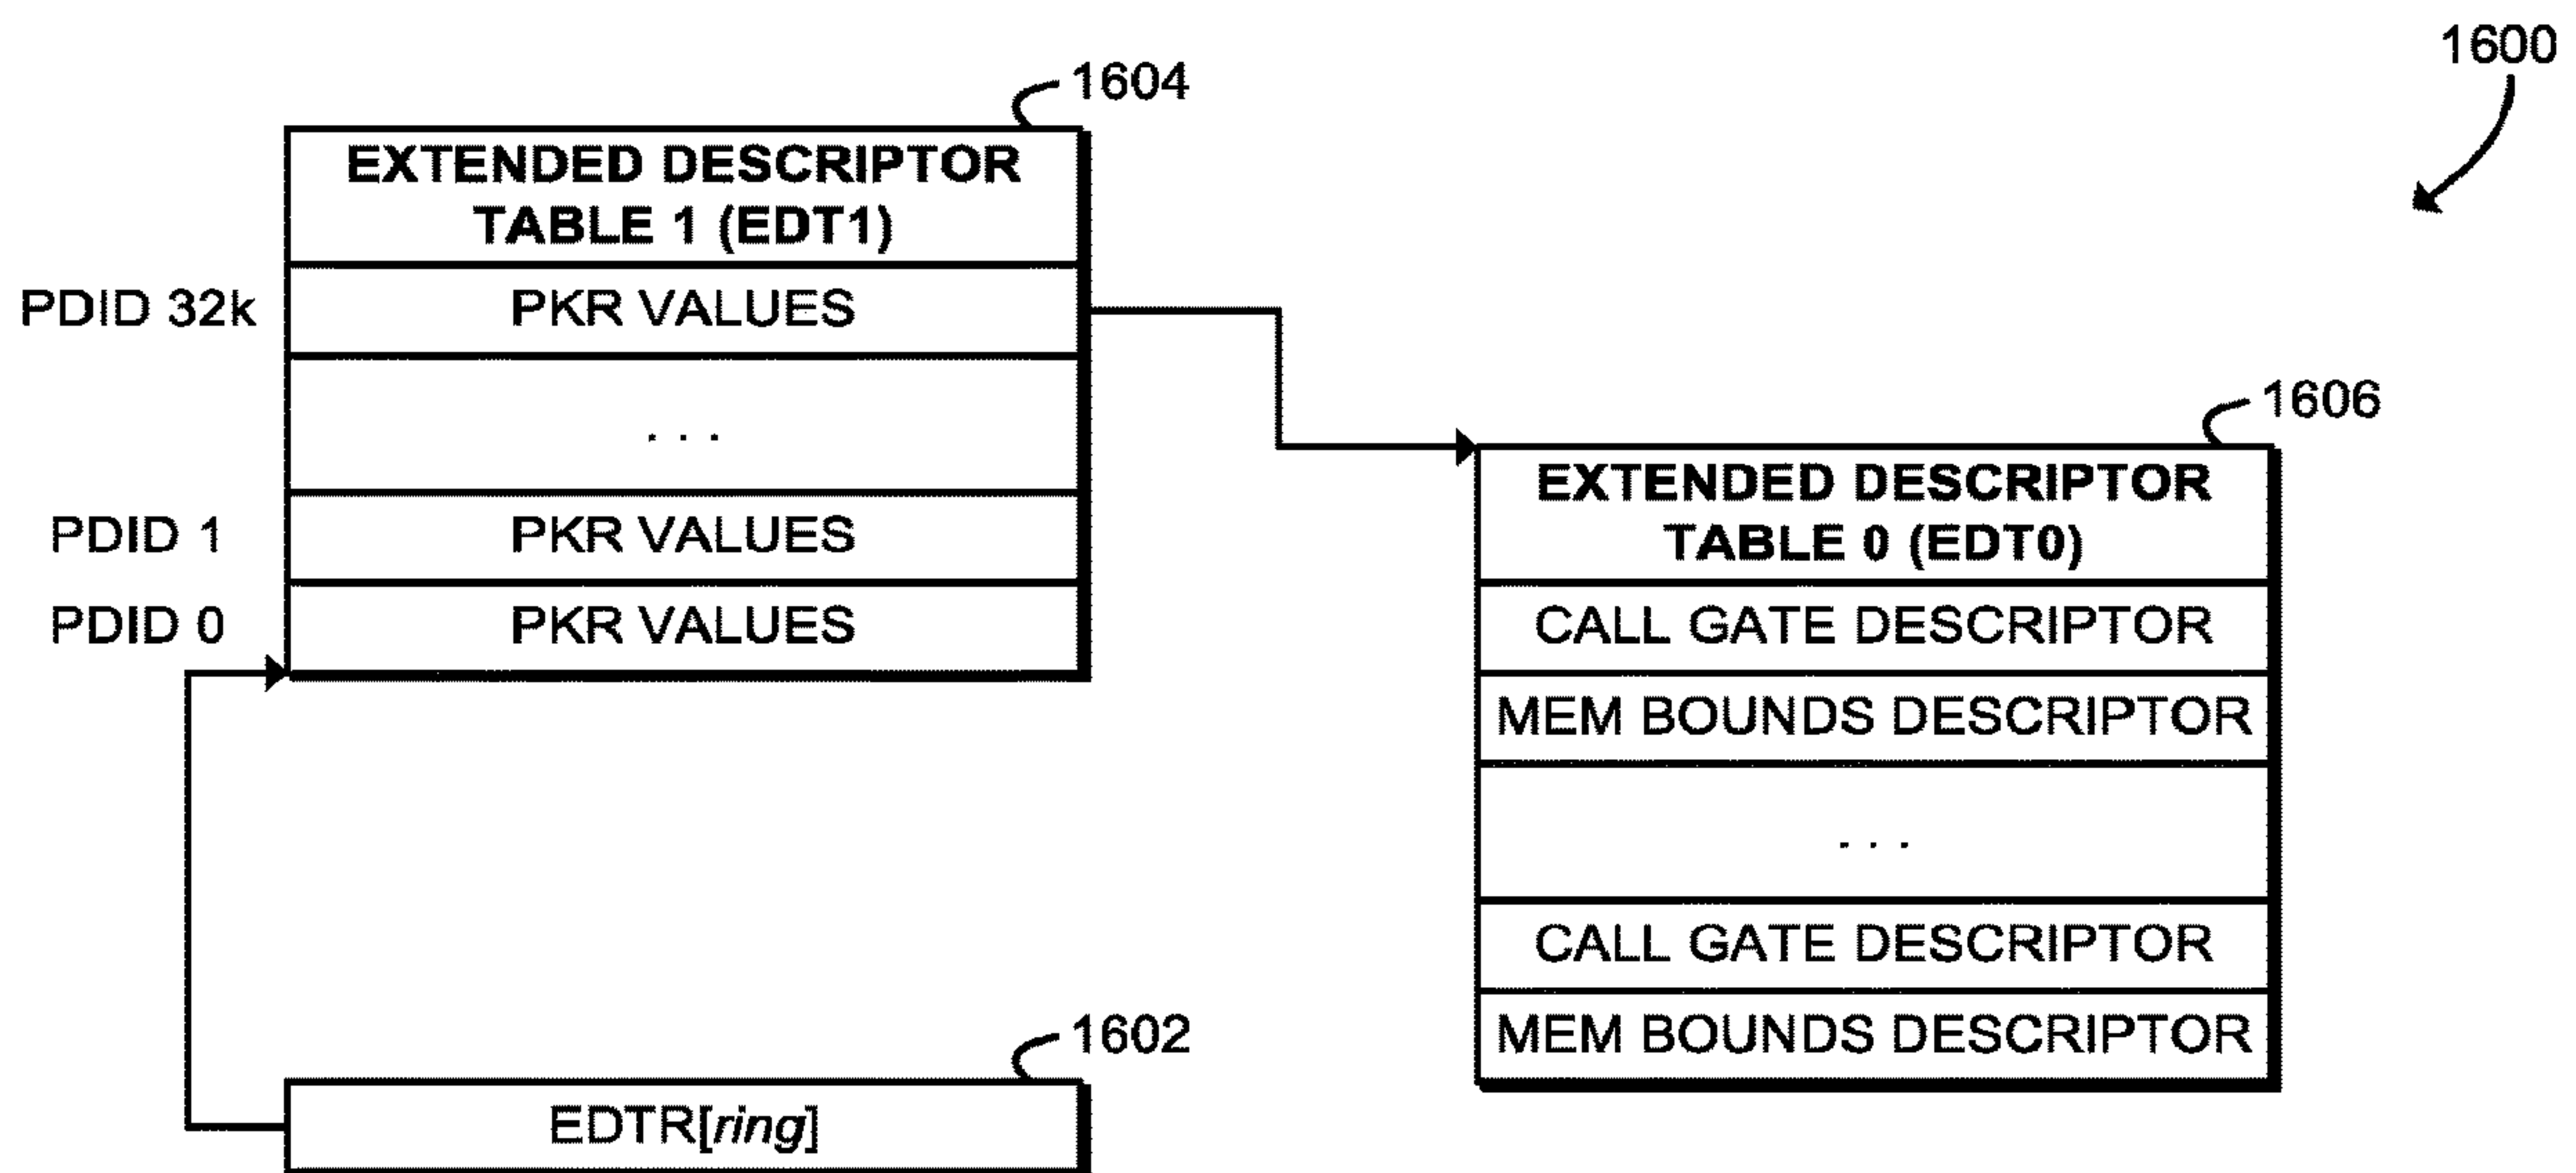 1600
1604
EXTENDED DESCRIPTOR
TABLE 1 (EDT1)
PDID 32k
PKR VALUES
. . .
PDID 1
PKR VALUES
PDID 0
PKR VALUES
1606
EXTENDED DESCRIPTOR
TABLE 0 (EDT0)
CALL GATE DESCRIPTOR
MEM BOUNDS DESCRIPTOR
. . .
CALL GATE DESCRIPTOR
MEM BOUNDS DESCRIPTOR
1602
EDTR[ring]